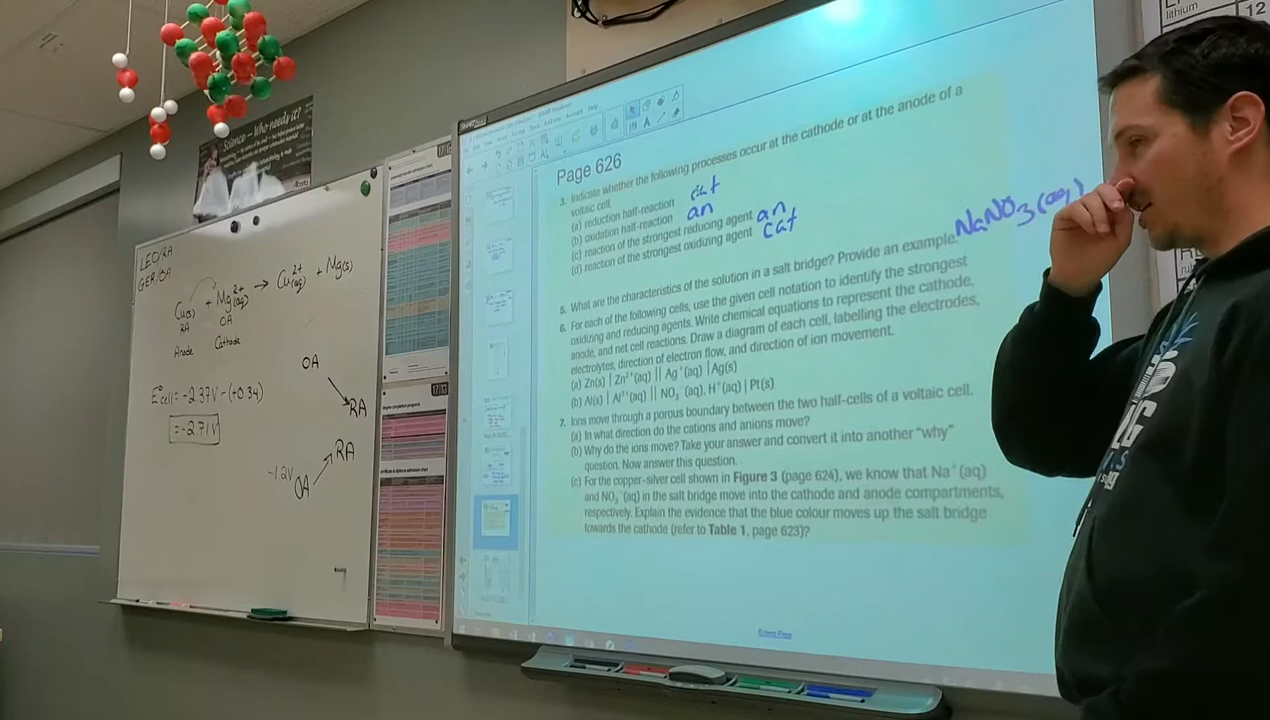 Science – Who needs it?
LEO/RA
GER/OA
Cu(s) + Mg²⁺(aq) → Cu²⁺(aq) + Mg(s)
RA OA
Anode Cathode
E°cell = -2.37V - (+0.34)
= -2.71V
OA
RA
RA
-1.2V OA
Page 626
3. Indicate whether the following processes occur at the cathode or at the anode of a
voltaic cell.
(a) reduction half-reaction cat
(b) oxidation half-reaction an
(c) reaction of the strongest reducing agent an
(d) reaction of the strongest oxidizing agent cat
5. What are the characteristics of the solution in a salt bridge? Provide an example. NaNO₃(aq)
6. For each of the following cells, use the given cell notation to identify the strongest
oxidizing and reducing agents. Write chemical equations to represent the cathode,
anode, and net cell reactions. Draw a diagram of each cell, labelling the electrodes,
electrolytes, direction of electron flow, and direction of ion movement.
(a) Zn(s) | Zn²⁺(aq) || Ag⁺(aq) | Ag(s)
(b) Al(s) | Al³⁺(aq) || NO₃⁻(aq), H⁺(aq) | Pt(s)
7. Ions move through a porous boundary between the two half-cells of a voltaic cell.
(a) In what direction do the cations and anions move?
(b) Why do the ions move? Take your answer and convert it into another "why"
question. Now answer this question.
(c) For the copper-silver cell shown in Figure 3 (page 624), we know that Na⁺(aq)
and NO₃⁻(aq) in the salt bridge move into the cathode and anode compartments,
respectively. Explain the evidence that the blue colour moves up the salt bridge
towards the cathode (refer to Table 1, page 623)?
Extend Page
lithium
12